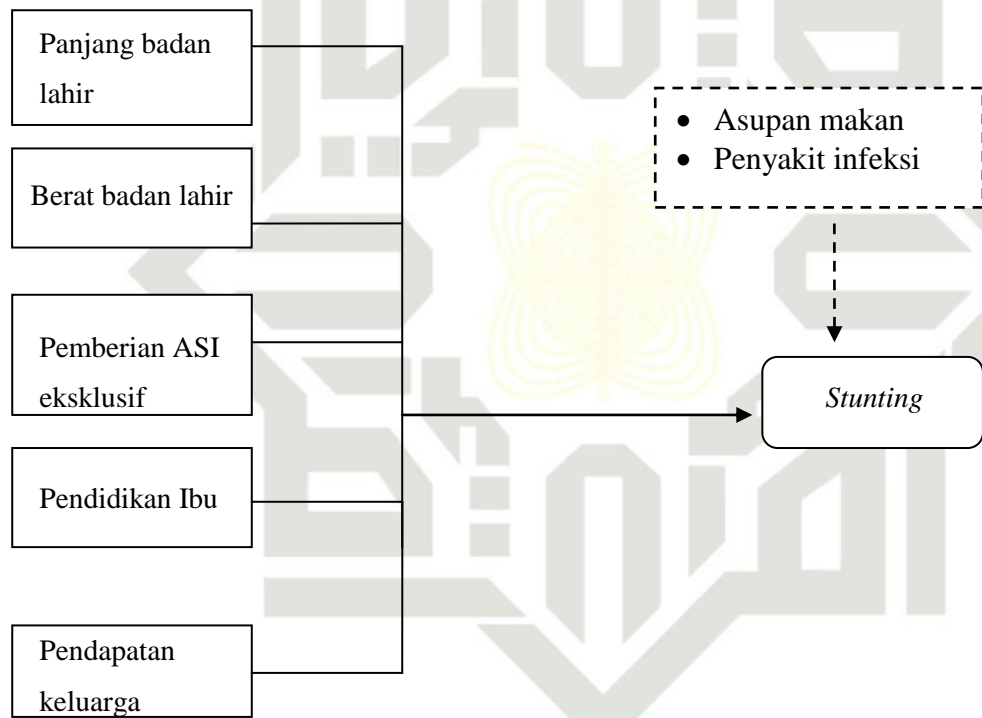 Panjang badan
lahir
Berat badan lahir
Pemberian ASI
eksklusif
Pendidikan Ibu
Pendapatan
keluarga
• Asupan makan
• Penyakit infeksi
Stunting